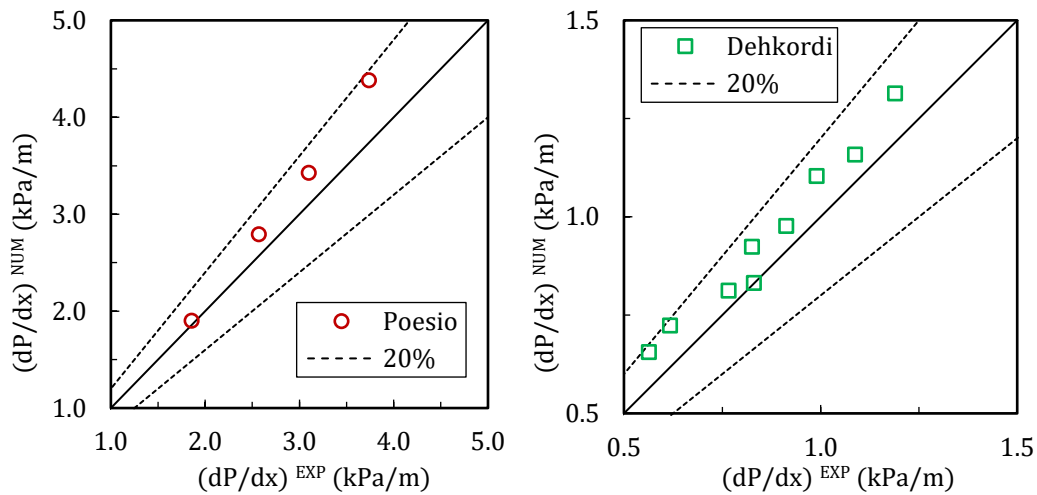 5.0
4.0
3.0
2.0
1.0
(dP/dx) NUM (kPa/m)
Poesio
20%
1.0 2.0 3.0 4.0 5.0
(dP/dx) EXP (kPa/m)
1.5
1.0
0.5
(dP/dx) NUM (kPa/m)
Dehkordi
20%
0.5 1.0 1.5
(dP/dx) EXP (kPa/m)